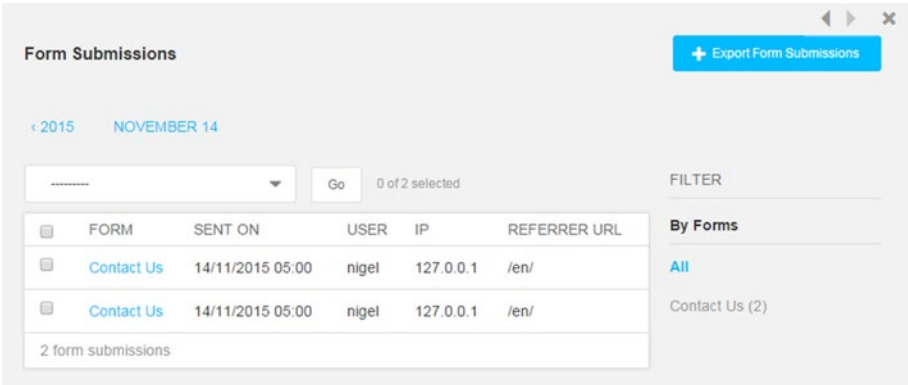 Form Submissions
Export Form Submissions
‹ 2015 NOVEMBER 14
--------- Go 0 of 2 selected
FORM SENT ON USER IP REFERRER URL
Contact Us 14/11/2015 05:00 nigel 127.0.0.1 /en/
Contact Us 14/11/2015 05:00 nigel 127.0.0.1 /en/
2 form submissions
FILTER
By Forms
All
Contact Us (2)